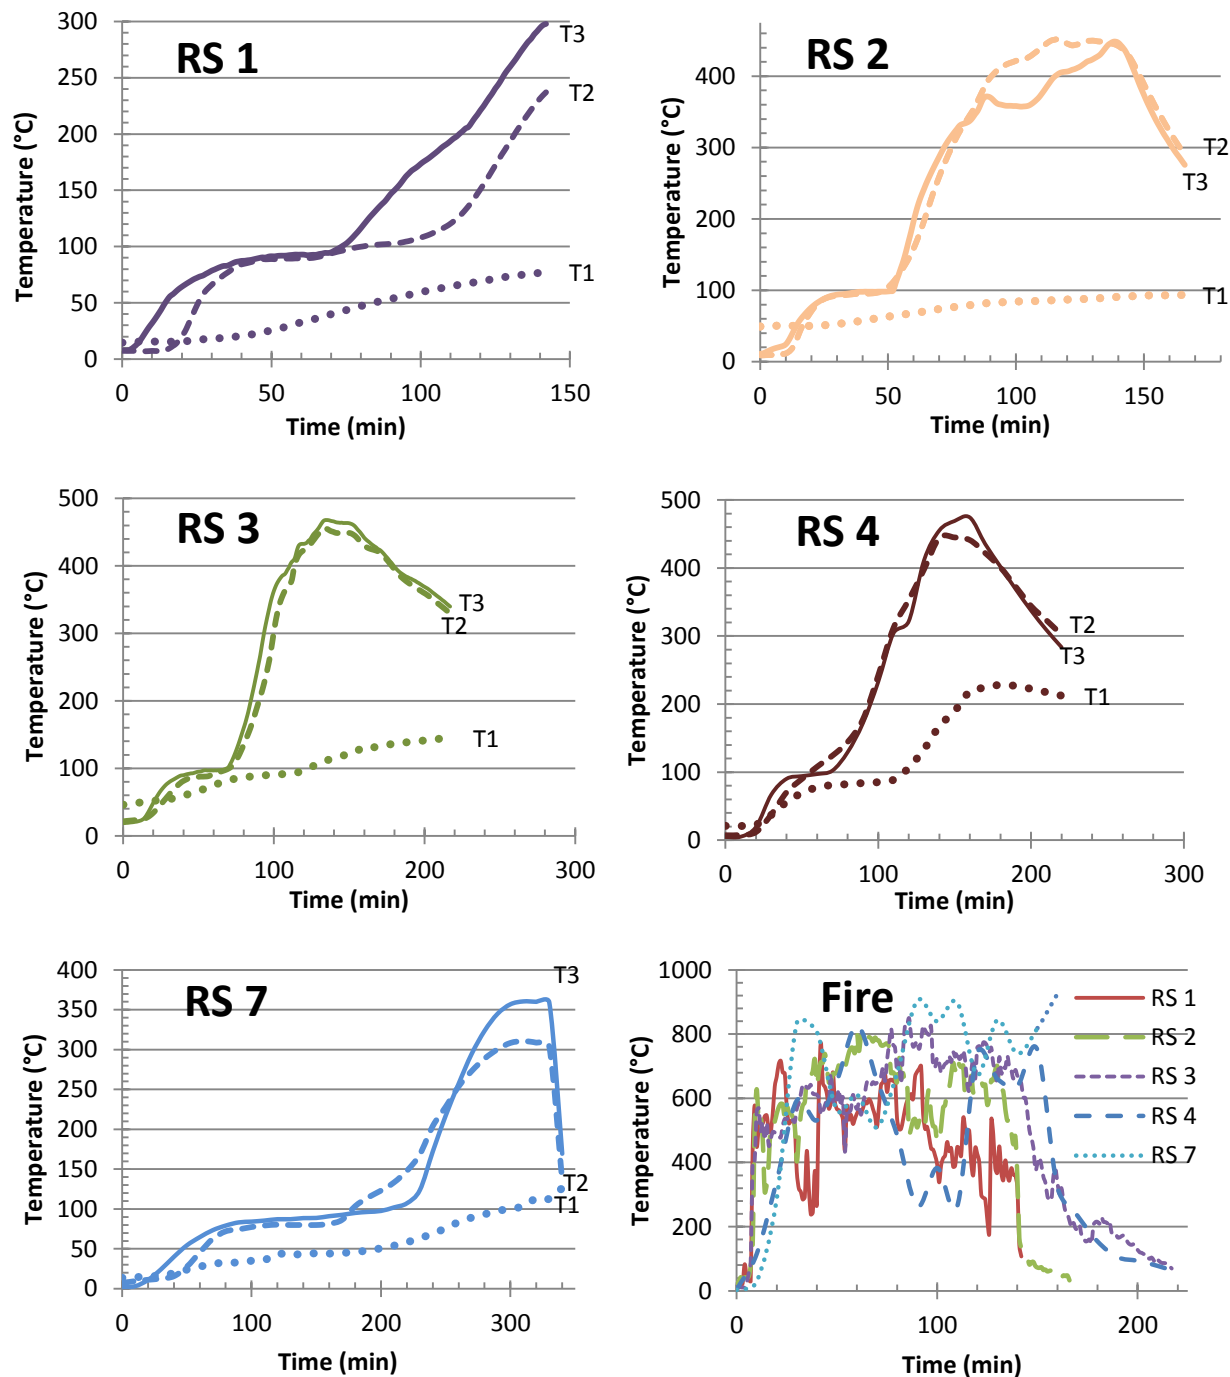 RS 1
Temperature (°C)
300
250
200
150
100
50
0
0 50 100 150
Time (min)
T3
T2
T1
RS 2
Temperature (°C)
400
300
200
100
0
0 50 100 150
Time (min)
T2
T3
T1
RS 3
Temperature (°C)
500
400
300
200
100
0
0 100 200 300
Time (min)
T3
T2
T1
RS 4
Temperature (°C)
500
400
300
200
100
0
0 100 200 300
Time (min)
T2
T3
T1
RS 7
Temperature (°C)
400
350
300
250
200
150
100
50
0
0 100 200 300
Time (min)
T3
T2
T1
Fire
Temperature (°C)
1000
800
600
400
200
0
0 100 200
Time (min)
RS 1
RS 2
RS 3
RS 4
RS 7